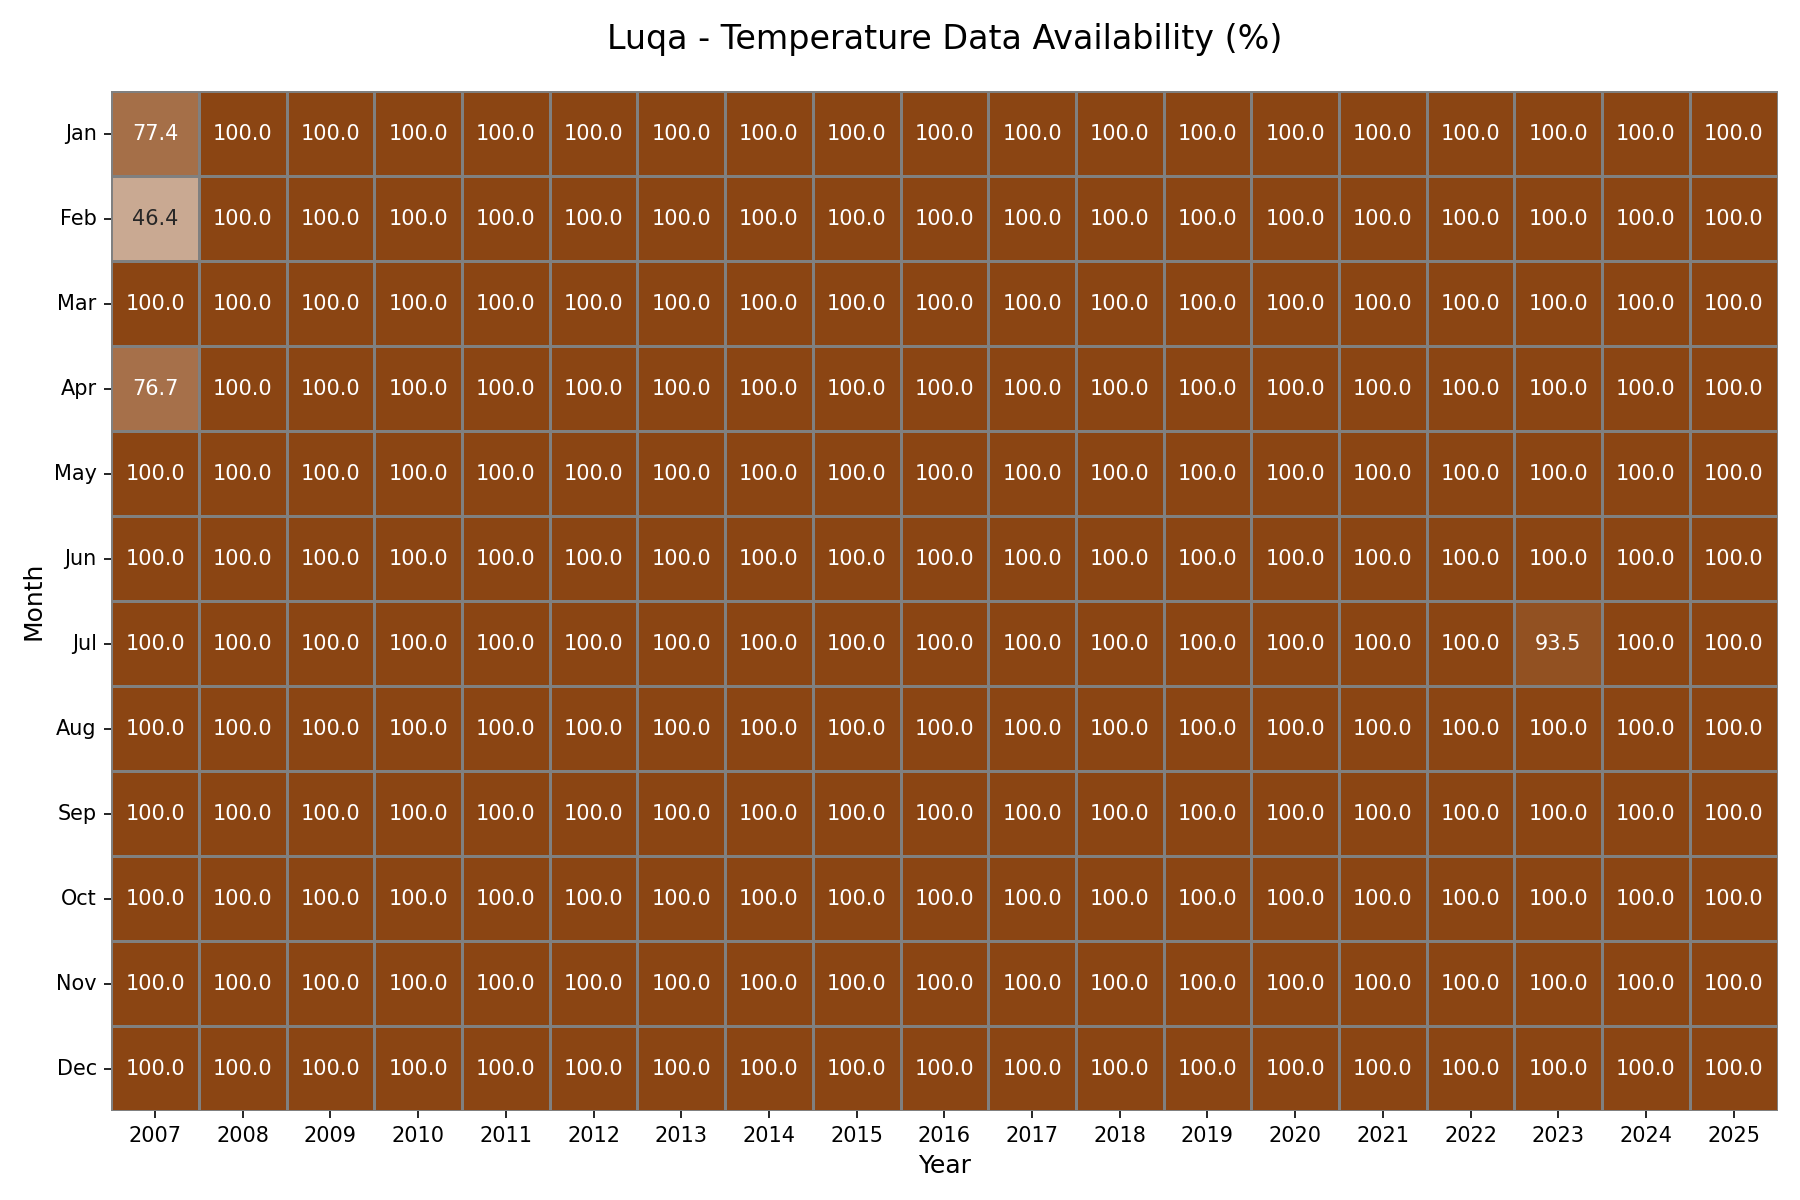 Luqa - Temperature Data Availability (%)
Jan 77.4 100.0 100.0 100.0 100.0 100.0 100.0 100.0 100.0 100.0 100.0 100.0 100.0 100.0 100.0 100.0 100.0 100.0 100.0
Feb 46.4 100.0 100.0 100.0 100.0 100.0 100.0 100.0 100.0 100.0 100.0 100.0 100.0 100.0 100.0 100.0 100.0 100.0 100.0
Mar 100.0 100.0 100.0 100.0 100.0 100.0 100.0 100.0 100.0 100.0 100.0 100.0 100.0 100.0 100.0 100.0 100.0 100.0 100.0
Apr 76.7 100.0 100.0 100.0 100.0 100.0 100.0 100.0 100.0 100.0 100.0 100.0 100.0 100.0 100.0 100.0 100.0 100.0 100.0
May 100.0 100.0 100.0 100.0 100.0 100.0 100.0 100.0 100.0 100.0 100.0 100.0 100.0 100.0 100.0 100.0 100.0 100.0 100.0
Jun 100.0 100.0 100.0 100.0 100.0 100.0 100.0 100.0 100.0 100.0 100.0 100.0 100.0 100.0 100.0 100.0 100.0 100.0 100.0
Jul 100.0 100.0 100.0 100.0 100.0 100.0 100.0 100.0 100.0 100.0 100.0 100.0 100.0 100.0 100.0 100.0 93.5 100.0 100.0
Aug 100.0 100.0 100.0 100.0 100.0 100.0 100.0 100.0 100.0 100.0 100.0 100.0 100.0 100.0 100.0 100.0 100.0 100.0 100.0
Sep 100.0 100.0 100.0 100.0 100.0 100.0 100.0 100.0 100.0 100.0 100.0 100.0 100.0 100.0 100.0 100.0 100.0 100.0 100.0
Oct 100.0 100.0 100.0 100.0 100.0 100.0 100.0 100.0 100.0 100.0 100.0 100.0 100.0 100.0 100.0 100.0 100.0 100.0 100.0
Nov 100.0 100.0 100.0 100.0 100.0 100.0 100.0 100.0 100.0 100.0 100.0 100.0 100.0 100.0 100.0 100.0 100.0 100.0 100.0
Dec 100.0 100.0 100.0 100.0 100.0 100.0 100.0 100.0 100.0 100.0 100.0 100.0 100.0 100.0 100.0 100.0 100.0 100.0 100.0
2007 2008 2009 2010 2011 2012 2013 2014 2015 2016 2017 2018 2019 2020 2021 2022 2023 2024 2025
Year
Month